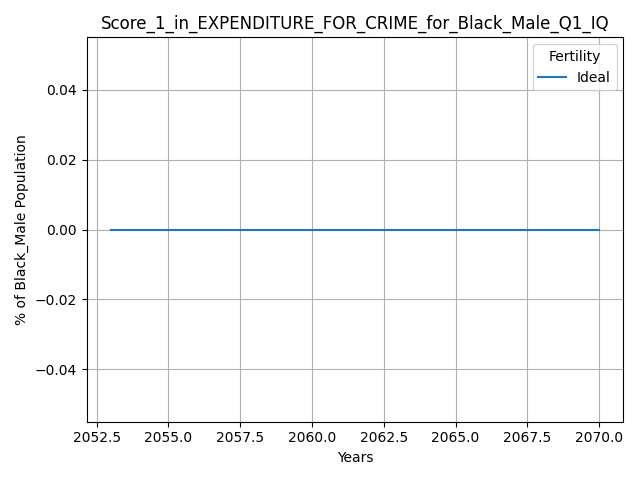 Score_1_in_EXPENDITURE_FOR_CRIME_for_Black_Male_Q1_IQ
Fertility
Ideal
% of Black_Male Population
0.04
0.02
0.00
−0.02
−0.04
2052.5 2055.0 2057.5 2060.0 2062.5 2065.0 2067.5 2070.0
Years